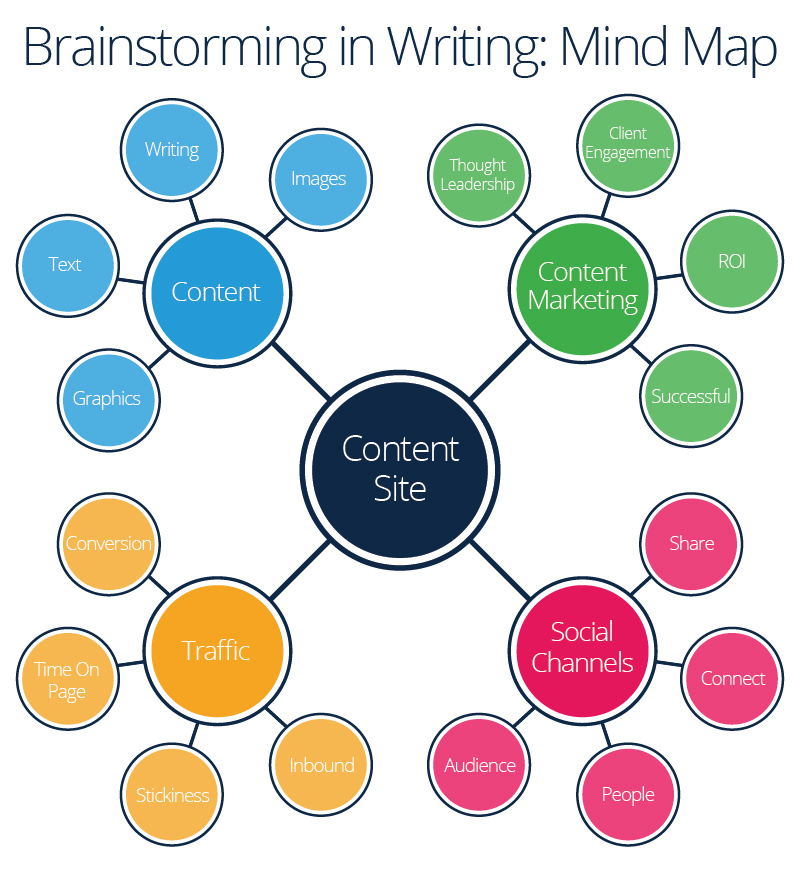 Brainstorming in Writing: Mind Map
Writing
Images
Text
Content
Graphics
Thought
Leadership
Client
Engagement
Content
Marketing
ROI
Successful
Content
Site
Conversion
Traffic
Time On
Page
Stickiness
Inbound
Share
Social
Channels
Connect
Audience
People